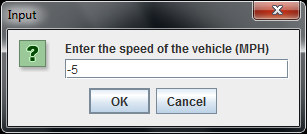 Input
?
Enter the speed of the vehicle (MPH)
-5
OK Cancel